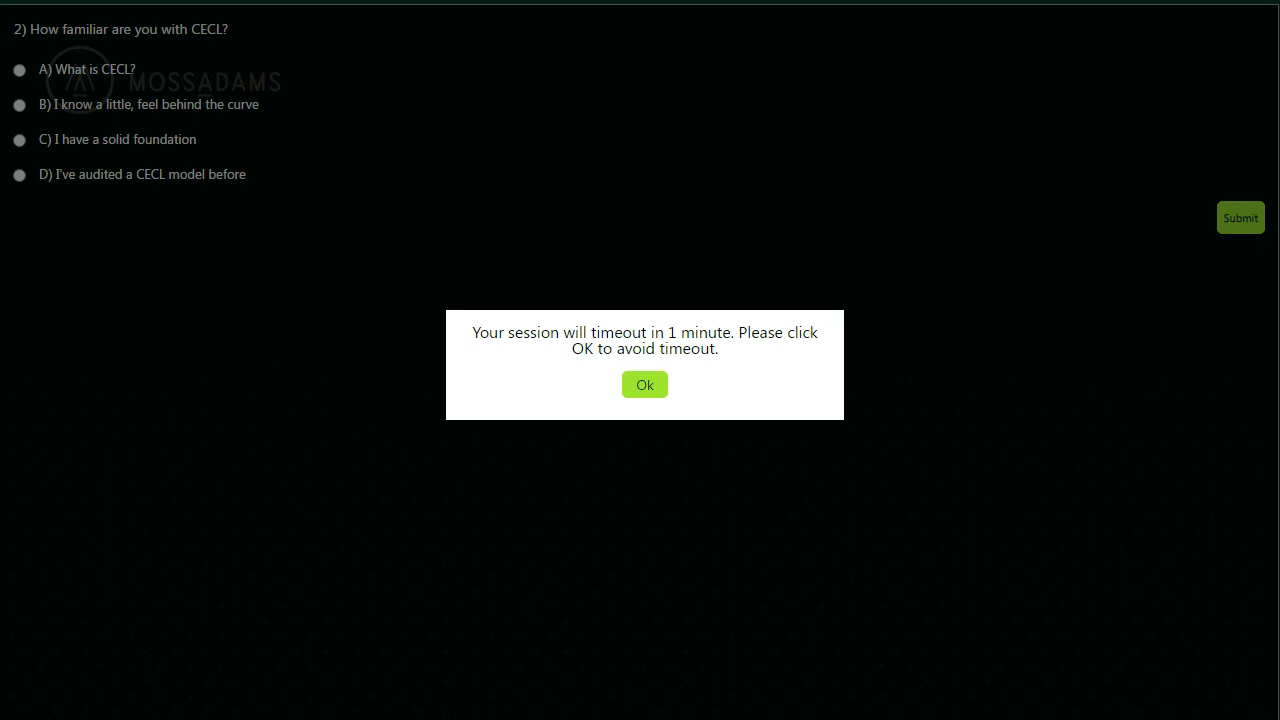 2) How familiar are you with CECL?
A) What is CECL?
MOSSADAMS
B) I know a little, feel behind the curve
C) I have a solid foundation
D) I've audited a CECL model before
Submit
Your session will timeout in 1 minute. Please click
OK to avoid timeout.
Ok